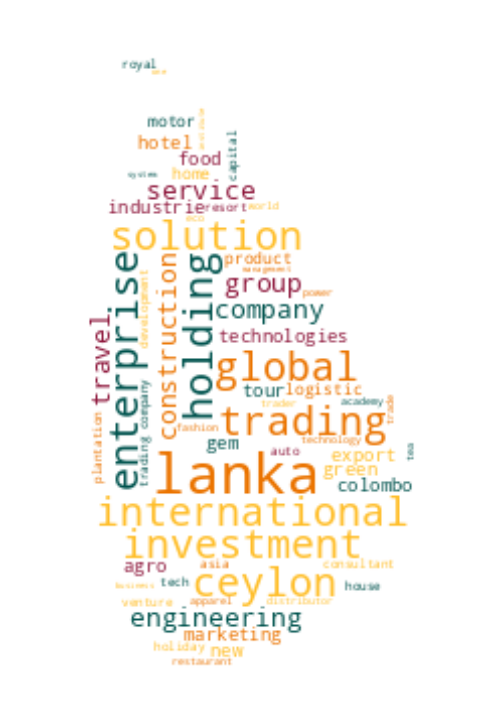 royal
one
motor
institute
hotel
capital
food
system
home
service
industrie
resort
world
eco
solution
enterprise
development
construction
holding
product
management
group
power
company
travel
technologies
global
tour
logistic
trading company
trader
academy
trade
plantation
fashion
trading
gem
technology
tea
auto
export
lanka
green
colombo
international
investment
agro
asia
consultant
business
tech
ceylon
house
venture
apparel
distributor
engineering
marketing
holiday
new
restaurant